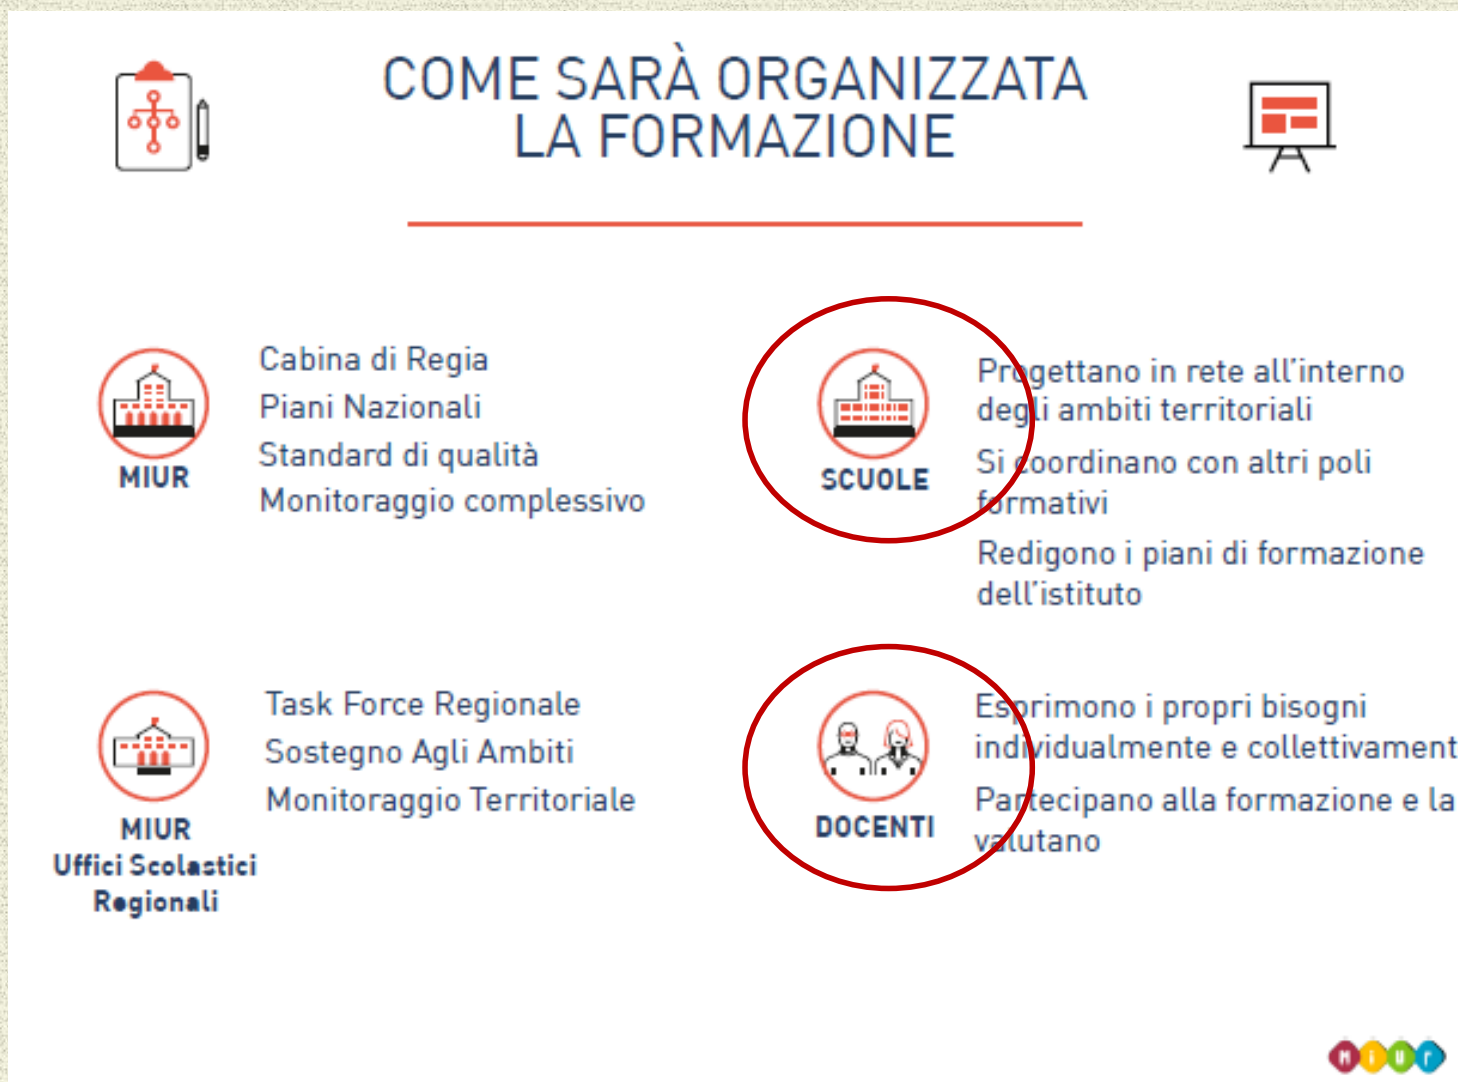 COME SARÀ ORGANIZZATA
LA FORMAZIONE
MIUR
Cabina di Regia
Piani Nazionali
Standard di qualità
Monitoraggio complessivo
SCUOLE
Progettano in rete all'interno
degli ambiti territoriali
Si coordinano con altri poli
formativi
Redigono i piani di formazione
dell'istituto
MIUR
Uffici Scolastici
Regionali
Task Force Regionale
Sostegno Agli Ambiti
Monitoraggio Territoriale
DOCENTI
Esprimono i propri bisogni
individualmente e collettivament
Partecipano alla formazione e la
valutano
MIUR